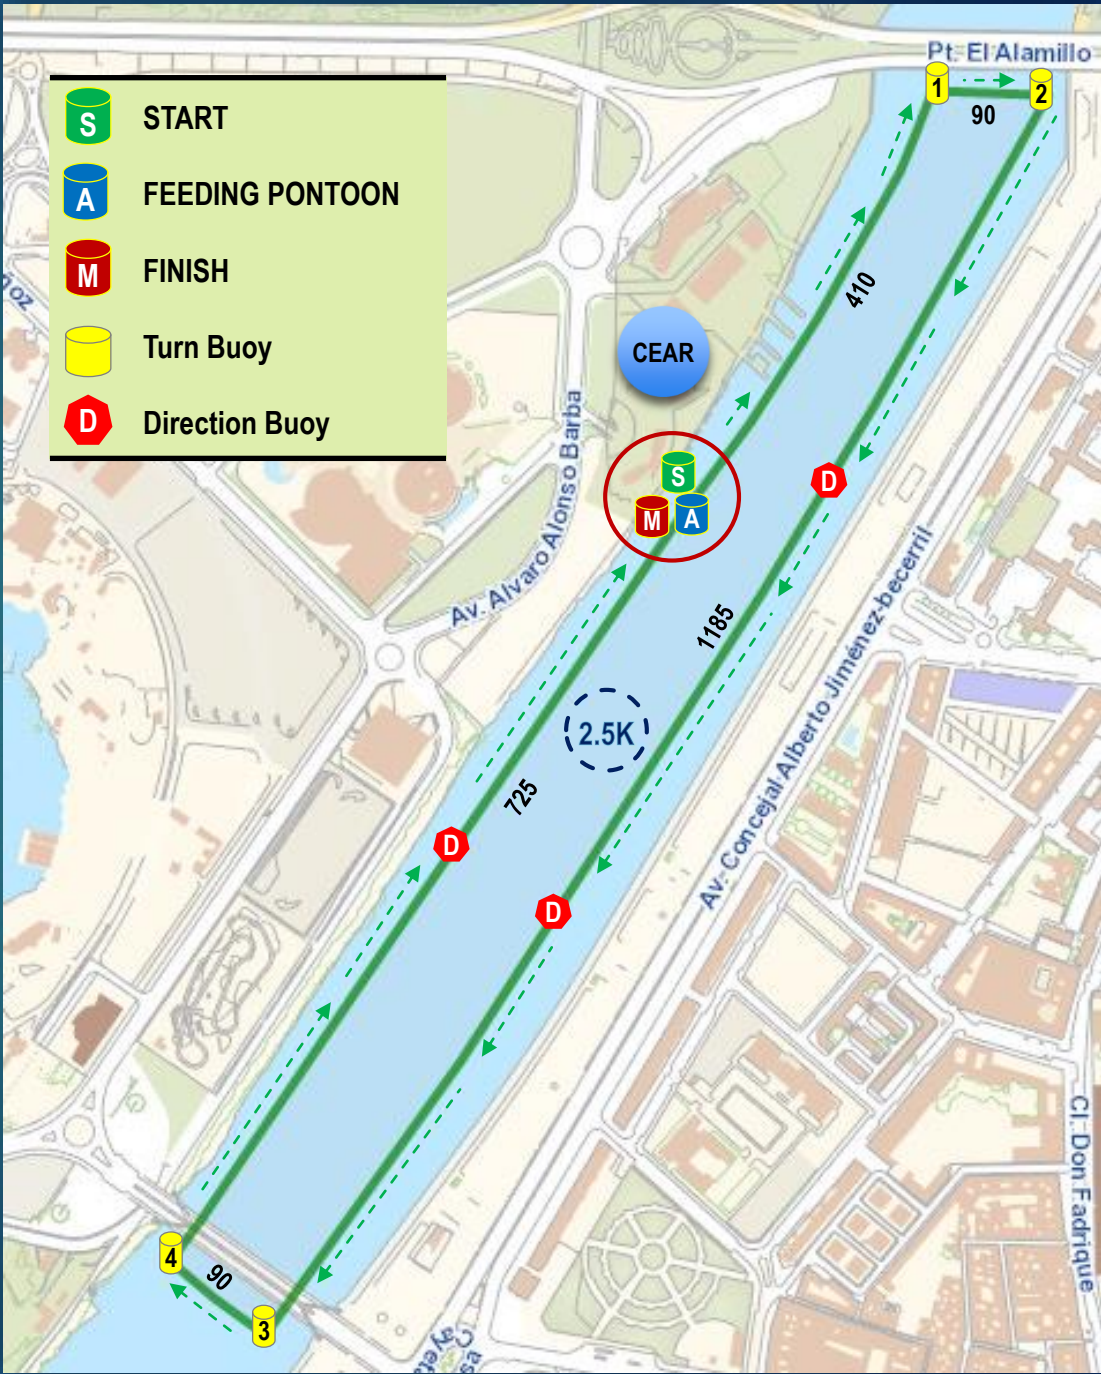 Pt. El Alamillo
1
2
90
S START
A FEEDING PONTOON
M FINISH
Turn Buoy
D Direction Buoy
410
CEAR
Av. Alvaro Alonso Barba
S
M A
D
1185
Av. Concejal Alberto Jiménez-becerril
2.5K
725
D
D
Cl. Don Fadrique
4
90
3